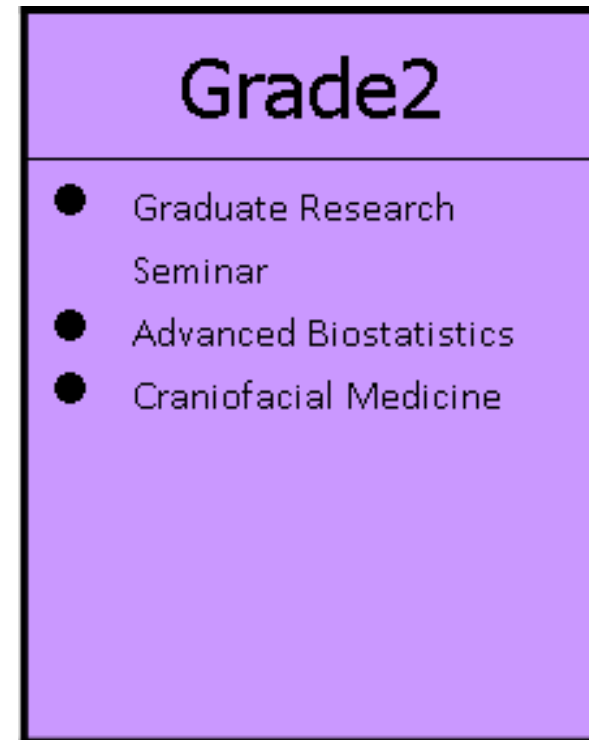 Grade2
● Graduate Research
Seminar
● Advanced Biostatistics
● Craniofacial Medicine